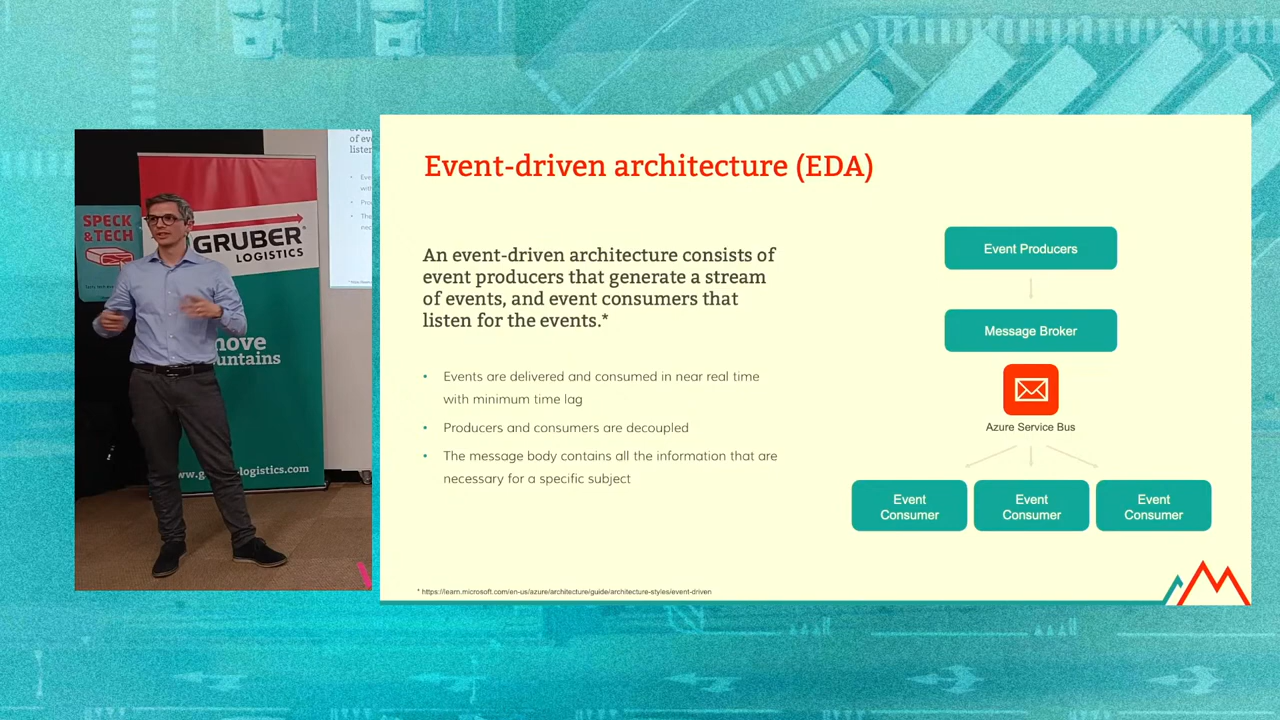 SPECK
&TECH
GRUBER
LOGISTICS
move
untains
logistics.com
Event-driven architecture (EDA)
An event-driven architecture consists of
event producers that generate a stream
of events, and event consumers that
listen for the events.*
• Events are delivered and consumed in near real time
with minimum time lag
• Producers and consumers are decoupled
• The message body contains all the information that are
necessary for a specific subject
Event Producers
Message Broker
Azure Service Bus
Event
Consumer
Event
Consumer
Event
Consumer
* https://learn.microsoft.com/en-us/azure/architecture/guide/architecture-styles/event-driven